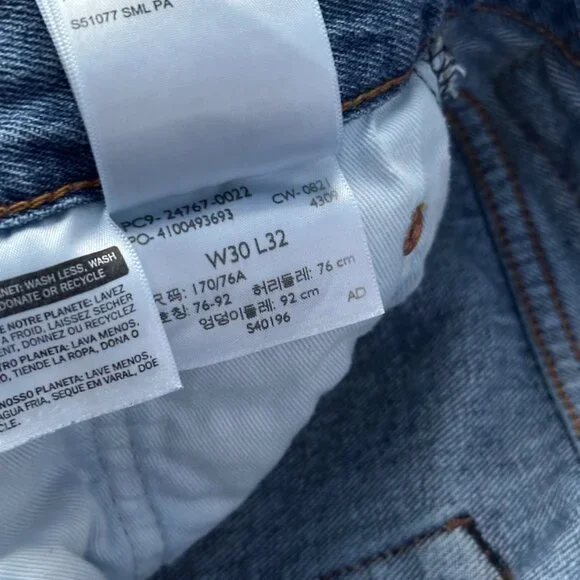 S51077 SML PA
PC9- 24767-0022
CW-0821
PO-4100493693
4309
W30 L32
170/76A
허리둘레: 76 cm
호칭: 76-92
엉덩이둘레: 92 cm
S40196
AD
NET: WASH LESS, WASH
DONATE OR RECYCLE
NOTRE PLANÈTE: LAVEZ
À FROID, LAISSEZ SÉCHER
DONNEZ OU RECYCLEZ
PLANETA: LAVA MENOS,
TIENDE LA ROPA, DONA O
NOSSO PLANETA: LAVE MENOS,
ÁGUA FRIA, SEQUE EM VARAL, DOE